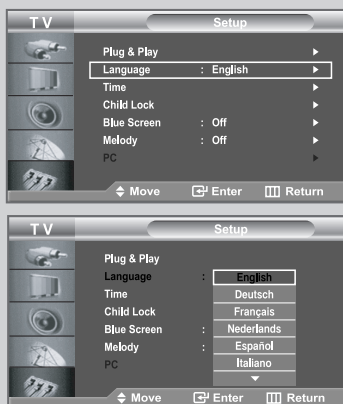 TV Setup
Plug & Play
Language : English
Time
Child Lock
Blue Screen : Off
Melody : Off
PC
Move Enter Return
TV Setup
Plug & Play
Language : English
Time Deutsch
Child Lock Français
Blue Screen : Nederlands
Melody : Español
PC Italiano
Move Enter Return